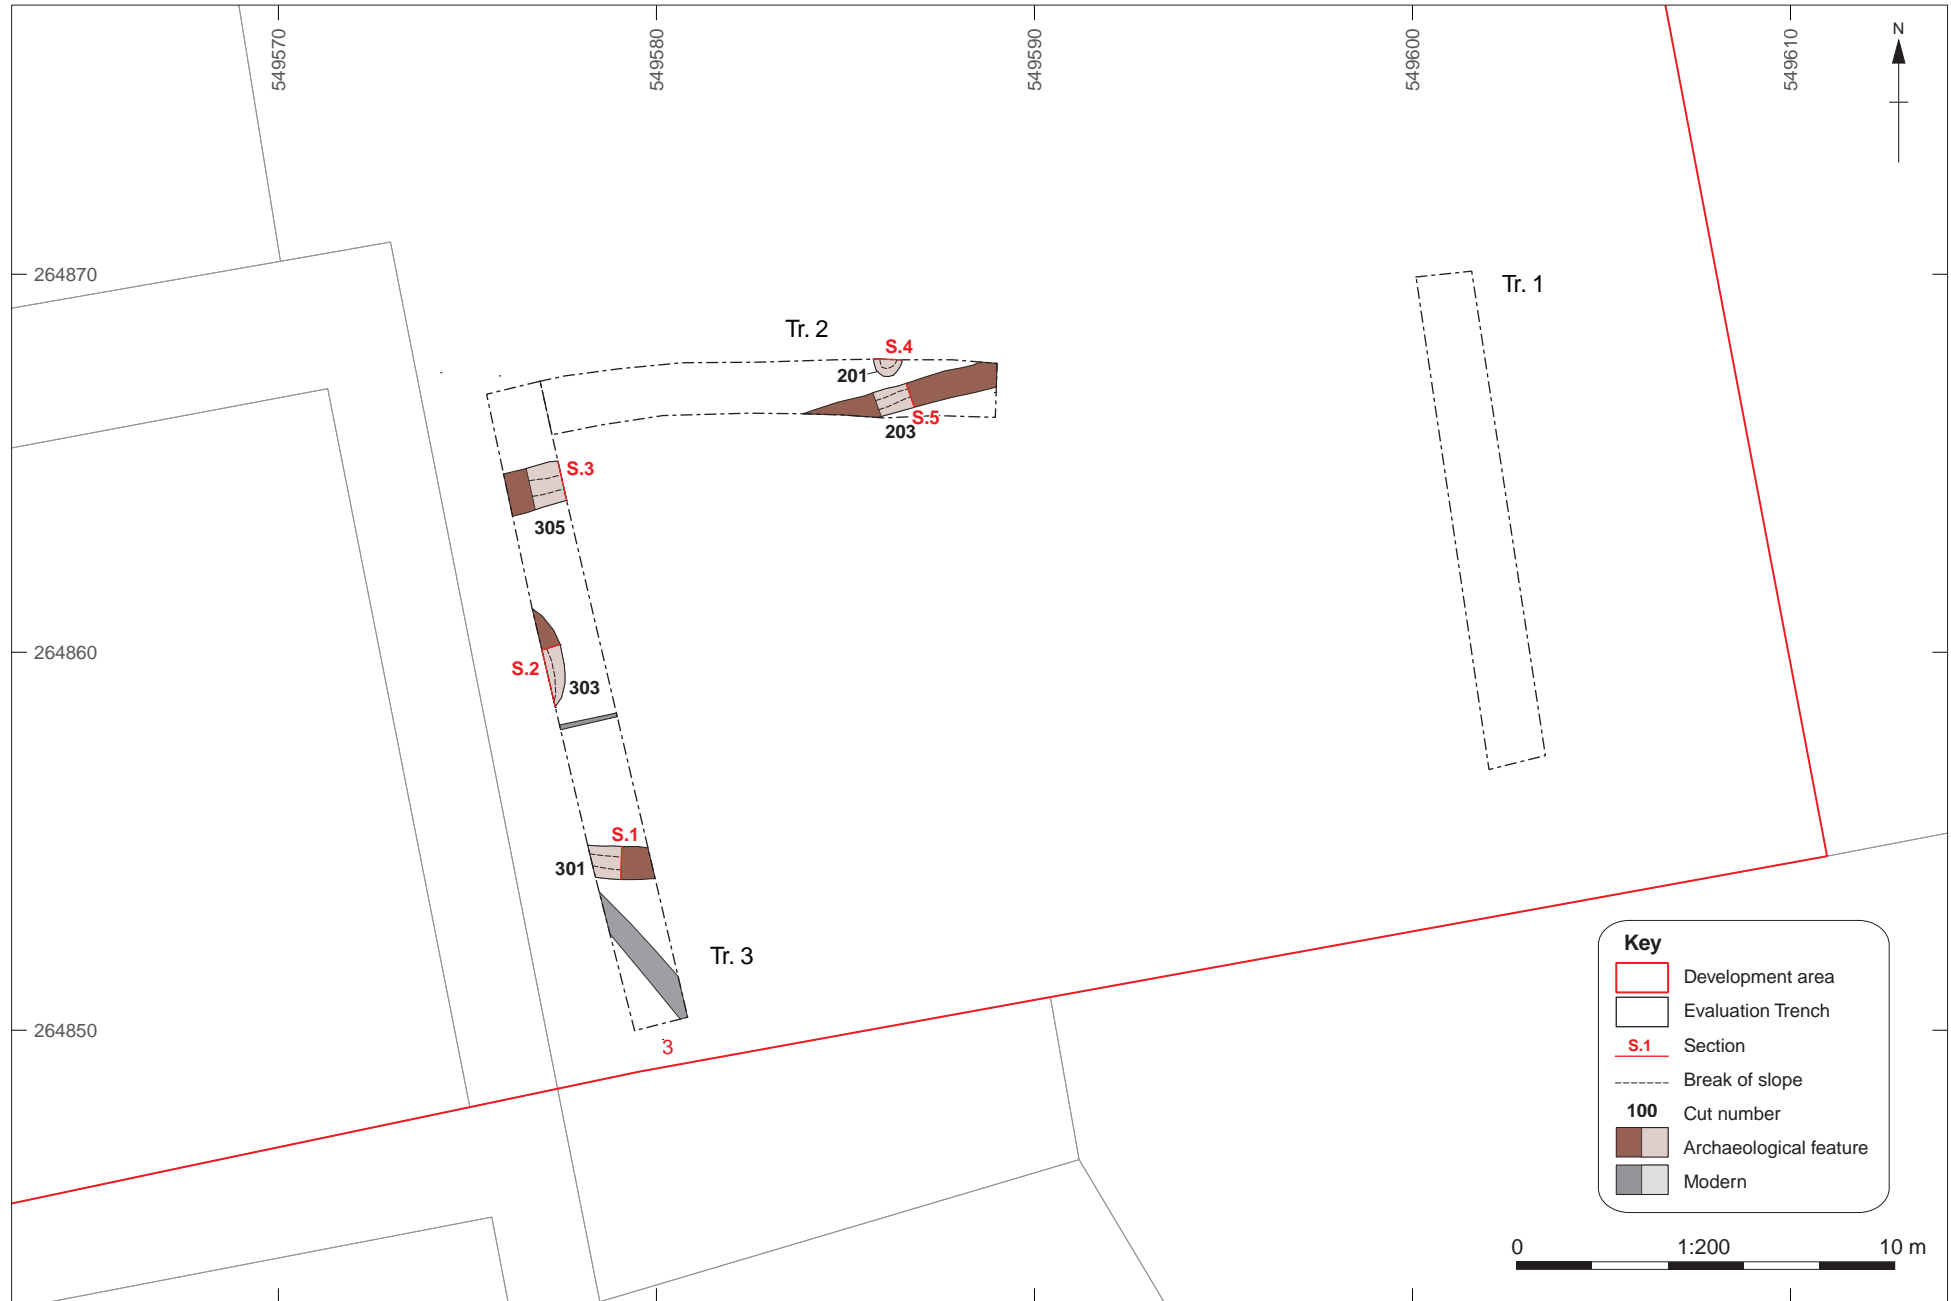 549570
549580
549590
549600
549610
N
264870
264860
264850
Tr. 1
Tr. 2
S.4
201
S.5
203
S.3
305
S.2
303
S.1
301
Tr. 3
3
Key
Development area
Evaluation Trench
S.1 Section
Break of slope
100 Cut number
Archaeological feature
Modern
0 1:200 10 m